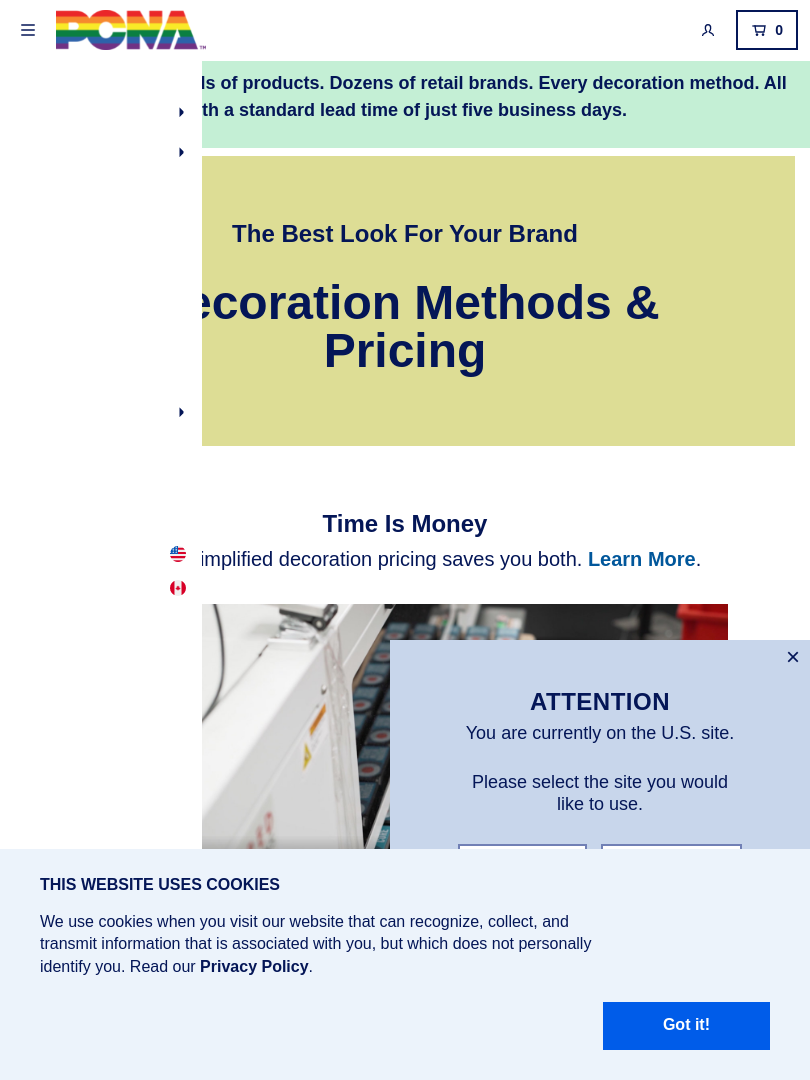 PCNA
0
ls of products. Dozens of retail brands. Every decoration method. All
th a standard lead time of just five business days.
The Best Look For Your Brand
ecoration Methods &
Pricing
Time Is Money
implified decoration pricing saves you both. Learn More.
ATTENTION
You are currently on the U.S. site.
Please select the site you would
like to use.
THIS WEBSITE USES COOKIES
We use cookies when you visit our website that can recognize, collect, and
transmit information that is associated with you, but which does not personally
identify you. Read our Privacy Policy.
Got it!